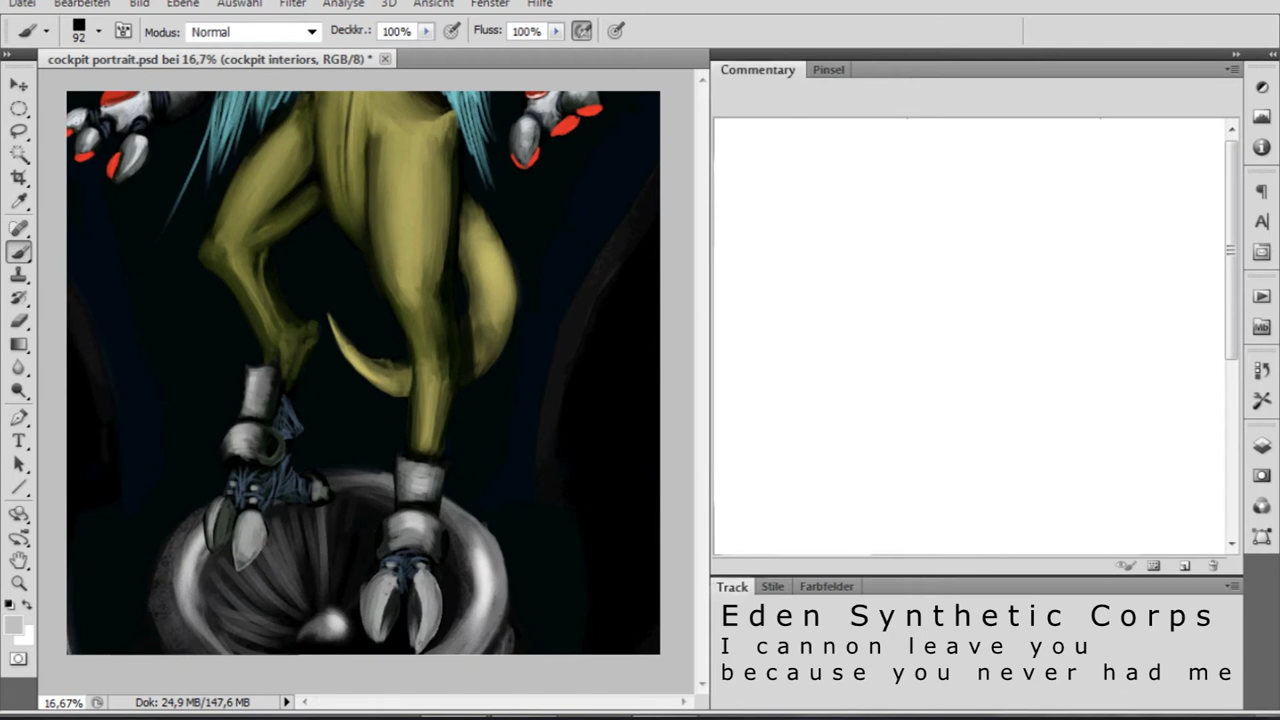 Datei Bearbeiten Bild Ebene Auswahl Filter Analyse 3D Ansicht Fenster Hilfe
92 Modus: Normal Deckkr.: 100% Fluss: 100%
cockpit portrait.psd bei 16,7% (cockpit interiors, RGB/8) *
Commentary Pinsel
Track Stile Farbfelder
Eden Synthetic Corps
I cannon leave you
because you never had me
16,67% Dok: 24,9 MB/147,6 MB